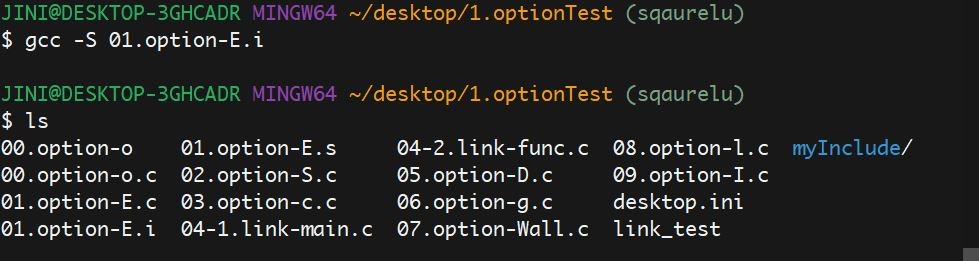 JINI@DESKTOP-3GHCADR MINGW64 ~/desktop/1.optionTest (sqaurelu)
$ gcc -S 01.option-E.i
JINI@DESKTOP-3GHCADR MINGW64 ~/desktop/1.optionTest (sqaurelu)
$ ls
00.option-o 01.option-E.s 04-2.link-func.c 08.option-l.c myInclude/
00.option-o.c 02.option-S.c 05.option-D.c 09.option-I.c
01.option-E.c 03.option-c.c 06.option-g.c desktop.ini
01.option-E.i 04-1.link-main.c 07.option-Wall.c link_test